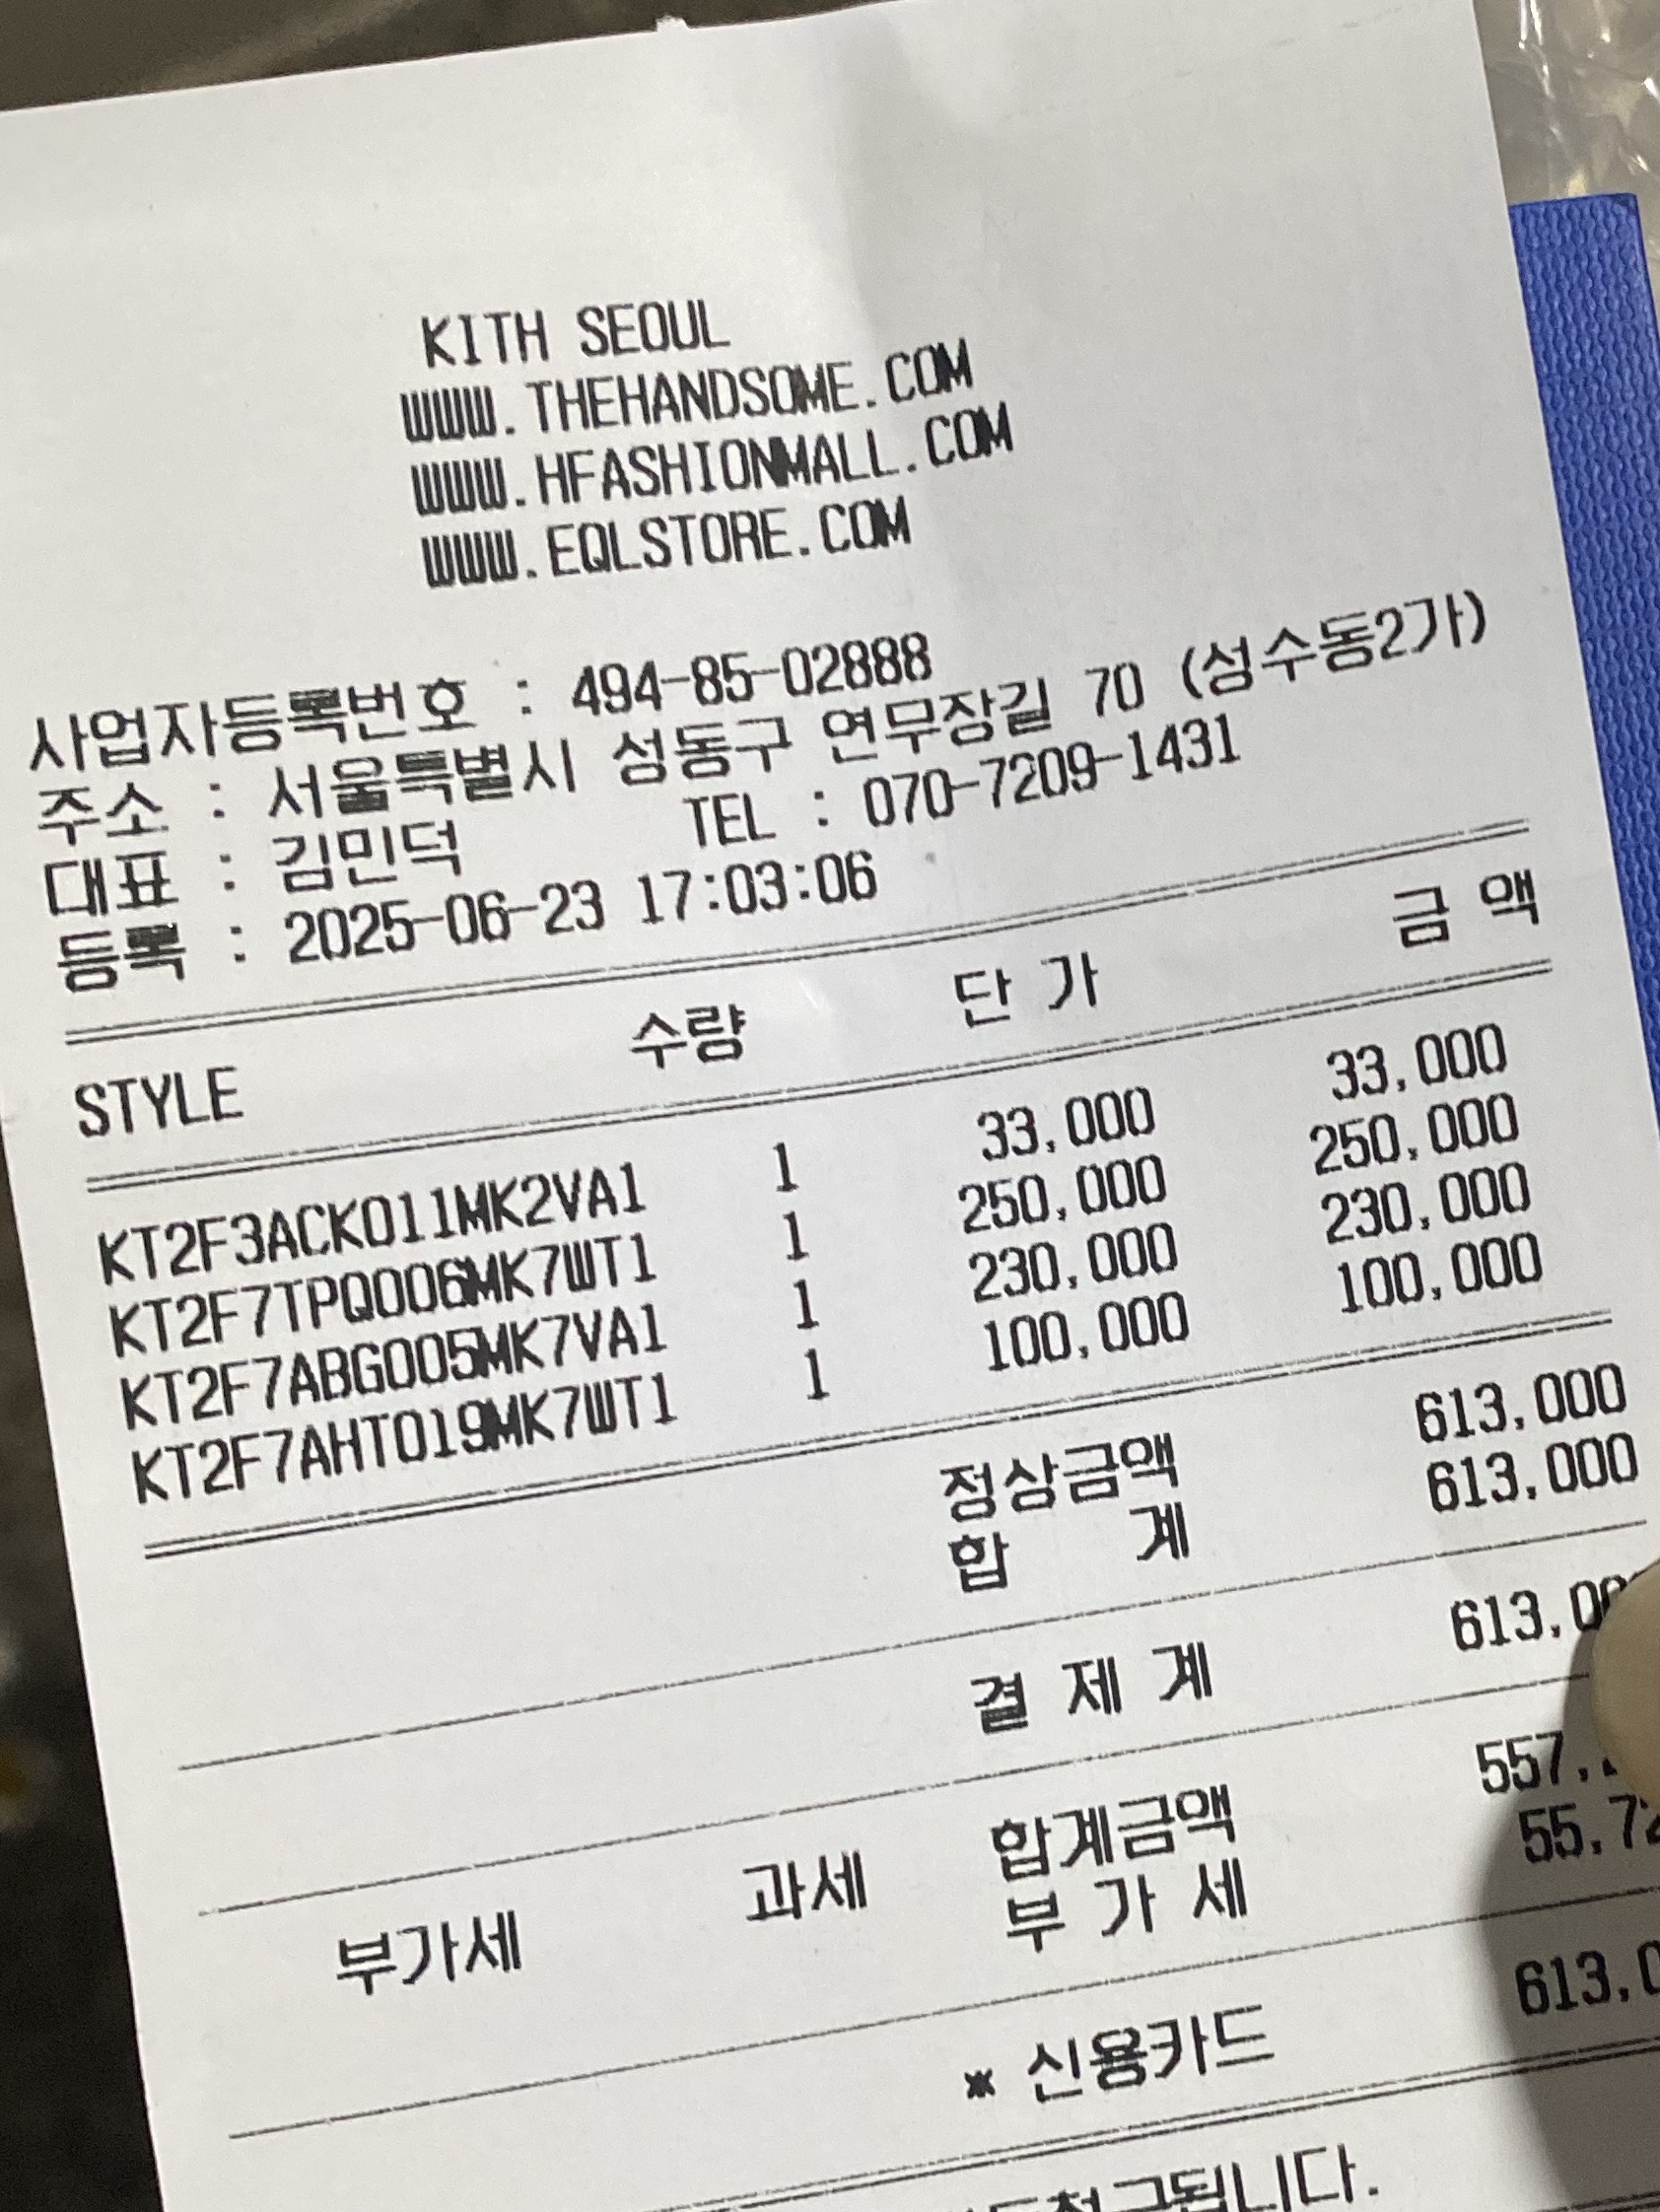 KITH SEOUL
WWW.THEHANDSOME.COM
WWW.HFASHIONMALL.COM
WWW.EQLSTORE.COM
사업자등록번호 : 494-85-02888
주소 : 서울특별시 성동구 연무장길 70 (성수동2가)
대표 : 김민덕 TEL : 070-7209-1431
등록 : 2025-06-23 17:03:06
STYLE 수량 단 가 금 액
KT2F3ACK011MK2VA1 1 33,000 33,000
KT2F7TPQ006MK7WT1 1 250,000 250,000
KT2F7ABG005MK7VA1 1 230,000 230,000
KT2F7AHT019MK7WT1 1 100,000 100,000
정상금액 613,000
합 계 613,000
결 제 계
부가세 과세 합계금액
부 가 세
* 신용카드